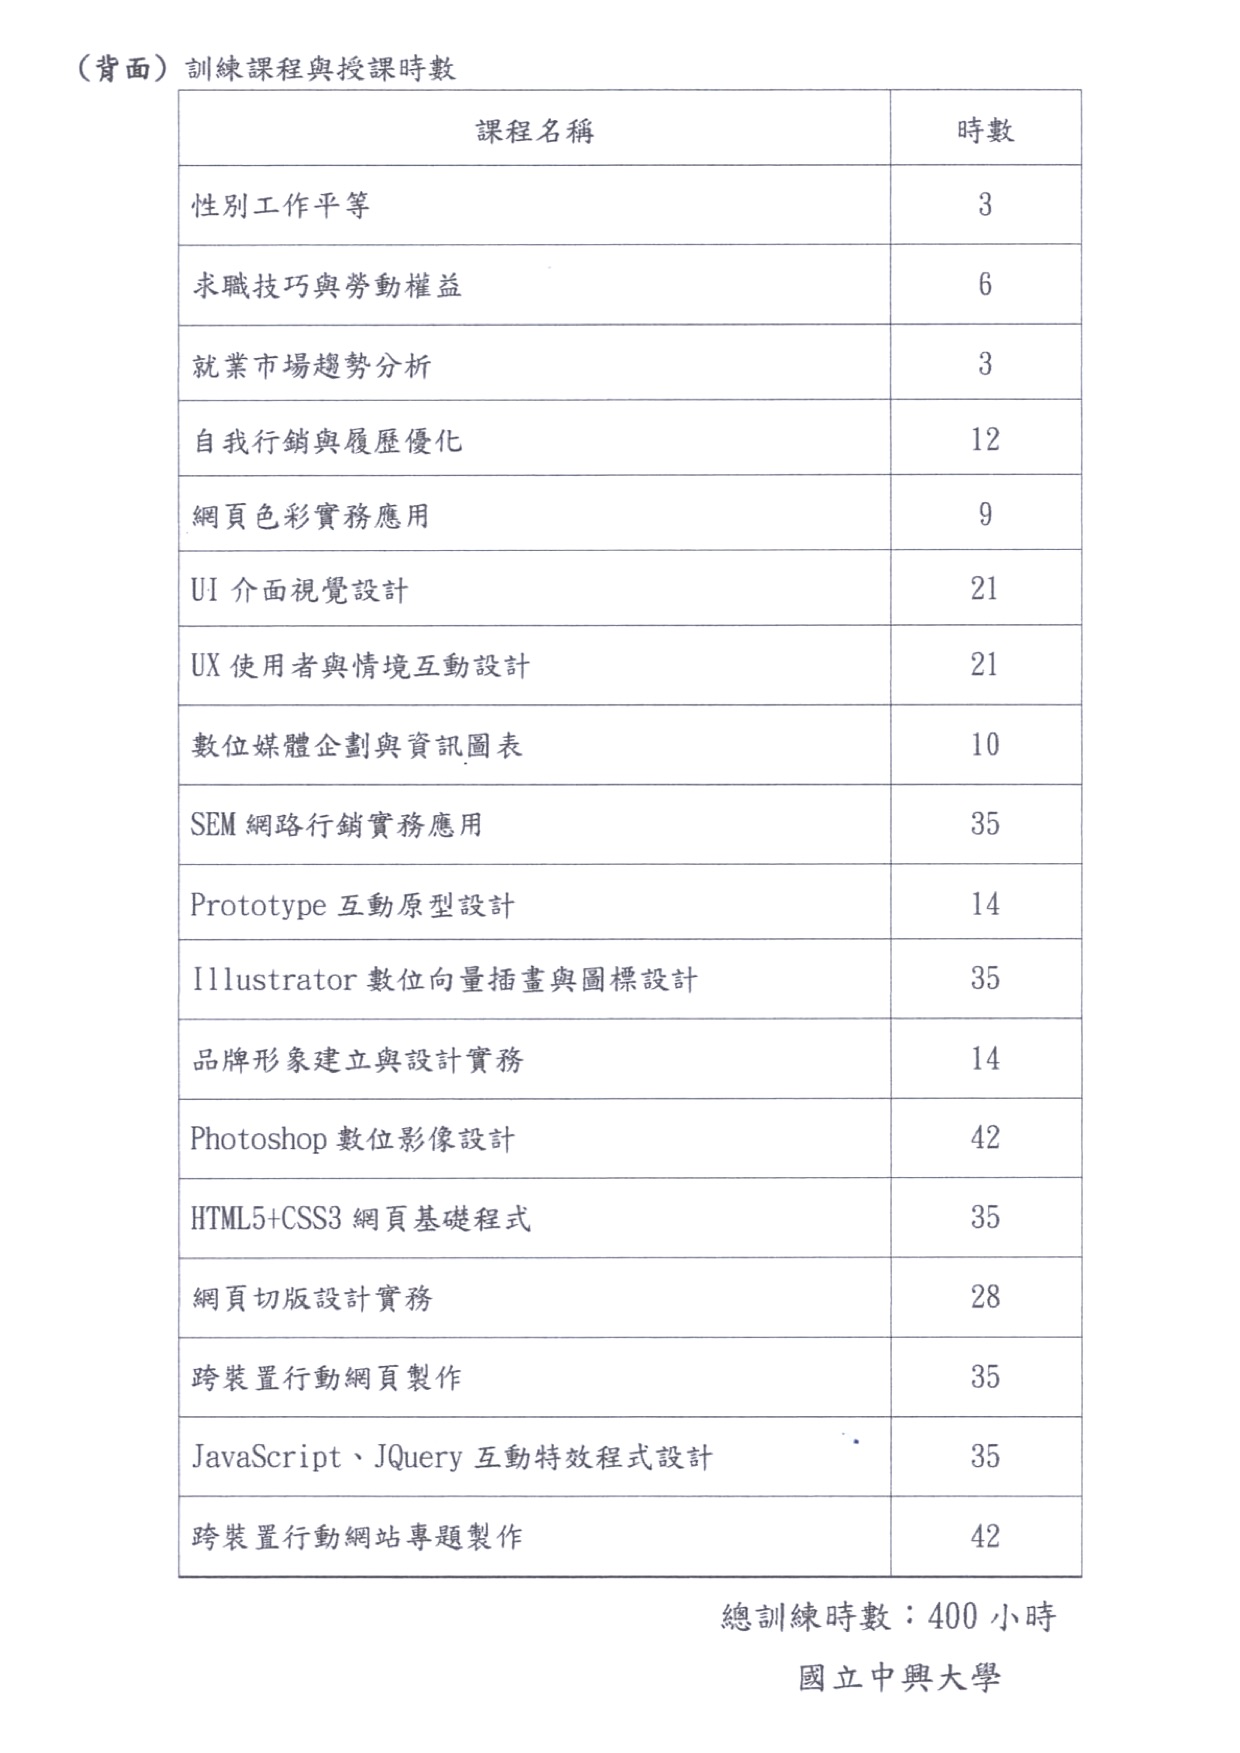 （背面）訓練課程與授課時數
課程名稱 時數
性別工作平等 3
求職技巧與勞動權益 6
就業市場趨勢分析 3
自我行銷與履歷優化 12
網頁色彩實務應用 9
UI 介面視覺設計 21
UX 使用者與情境互動設計 21
數位媒體企劃與資訊圖表 10
SEM 網路行銷實務應用 35
Prototype 互動原型設計 14
Illustrator 數位向量插畫與圖標設計 35
品牌形象建立與設計實務 14
Photoshop 數位影像設計 42
HTML5+CSS3 網頁基礎程式 35
網頁切版設計實務 28
跨裝置行動網頁製作 35
JavaScript、JQuery 互動特效程式設計 35
跨裝置行動網站專題製作 42
總訓練時數：400 小時
國立中興大學